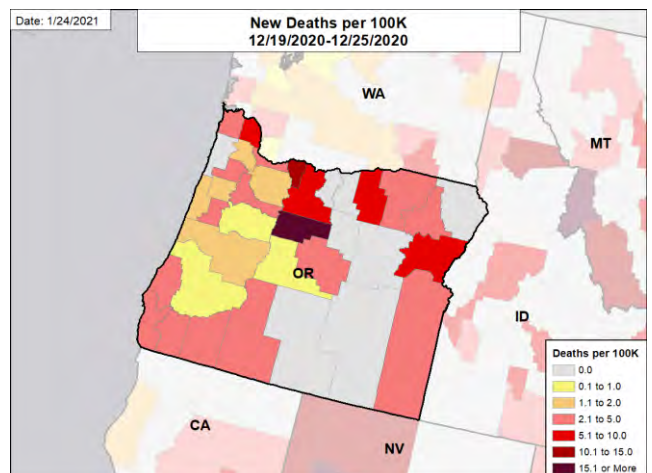 Date: 1/24/2021
New Deaths per 100K
12/19/2020-12/25/2020
WA
MT
OR
ID
CA
NV
Deaths per 100K
0.0
0.1 to 1.0
1.1 to 2.0
2.1 to 5.0
5.1 to 10.0
10.1 to 15.0
15.1 or More